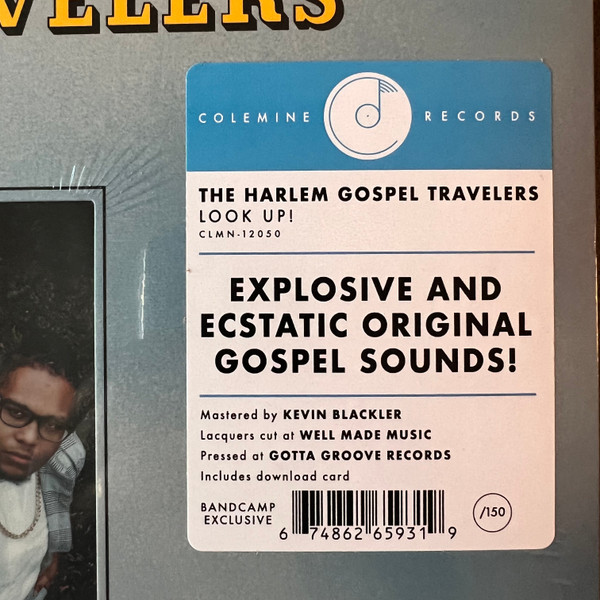 VELERS
COLEMINE RECORDS
THE HARLEM GOSPEL TRAVELERS
LOOK UP!
CLMN-12050
EXPLOSIVE AND
ECSTATIC ORIGINAL
GOSPEL SOUNDS!
Mastered by KEVIN BLACKLER
Lacquers cut at WELL MADE MUSIC
Pressed at GOTTA GROOVE RECORDS
Includes download card
BANDCAMP
EXCLUSIVE
6 74862 65931 9
/150